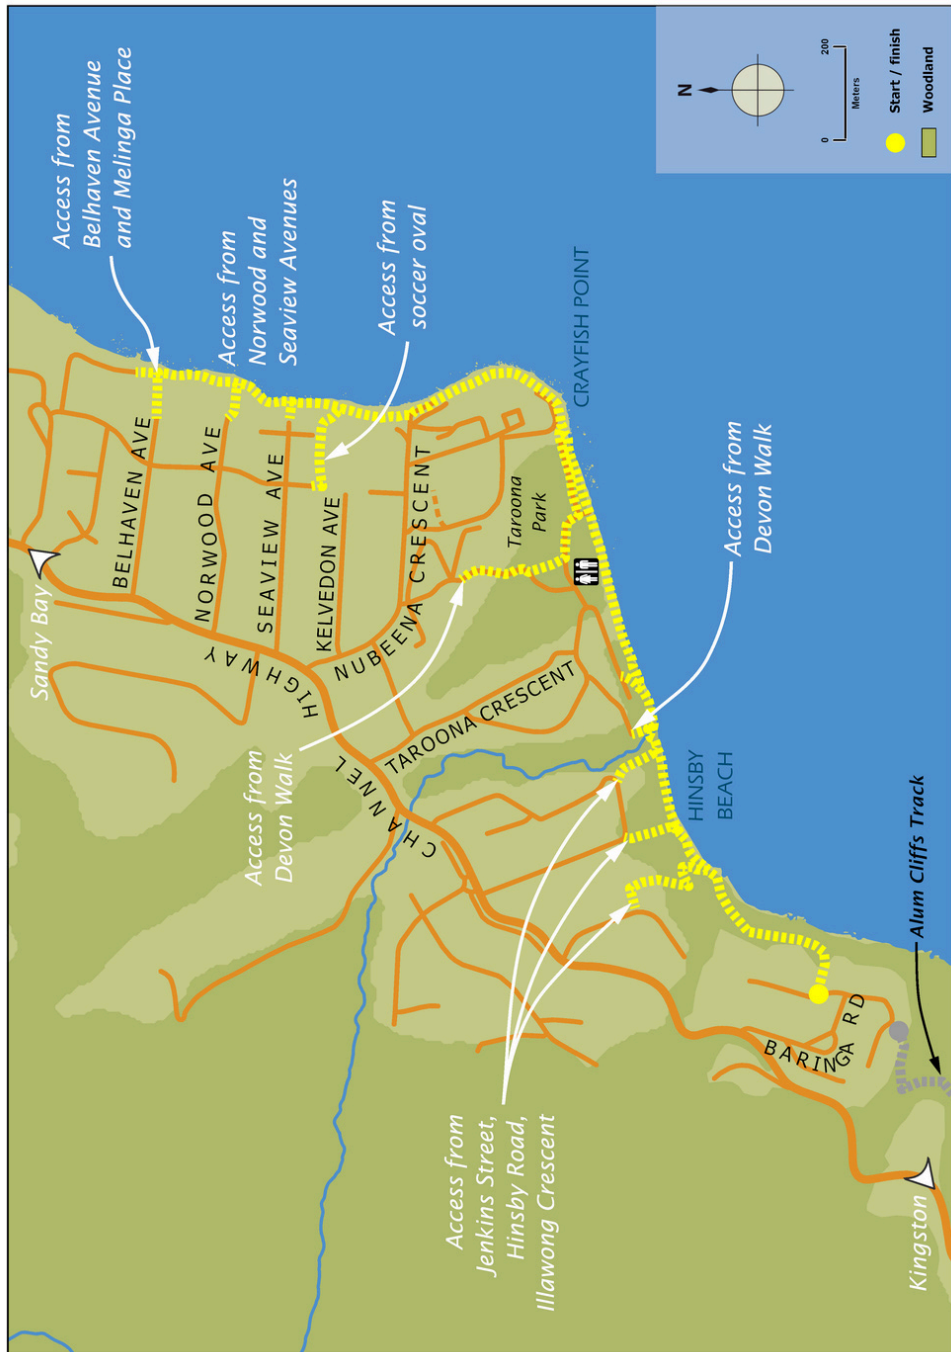 Access from
Belhaven Avenue
and Melinga Place
Access from
Norwood and
Seaview Avenues
Access from
soccer oval
N
0
200
Meters
Start / finish
Woodland
Sandy Bay
BELHAVEN AVE
NORWOOD AVE
SEAVIEW AVE
KELVEDON AVE
NUBEENA CRESCENT
CHANNEL HIGHWAY
TAROONA CRESCENT
Taroona
Park
CRAYFISH POINT
Access from
Devon Walk
Access from
Devon Walk
HINSBY
BEACH
Access from
Jenkins Street,
Hinsby Road,
Illawong Crescent
BARINGA RD
Alum Cliffs Track
Kingston